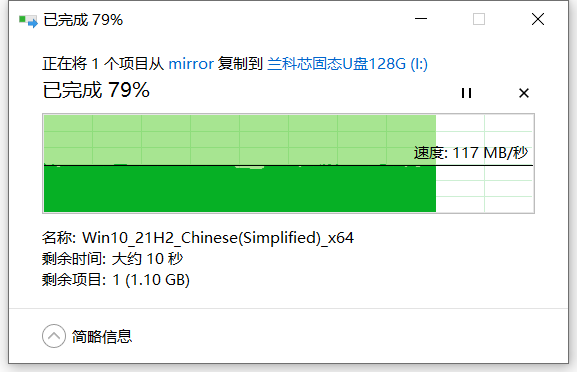 已完成 79%
正在将 1 个项目从 mirror 复制到 兰科芯固态U盘128G (I:)
已完成 79%
速度: 117 MB/秒
名称: Win10_21H2_Chinese(Simplified)_x64
剩余时间: 大约 10 秒
剩余项目: 1 (1.10 GB)
简略信息